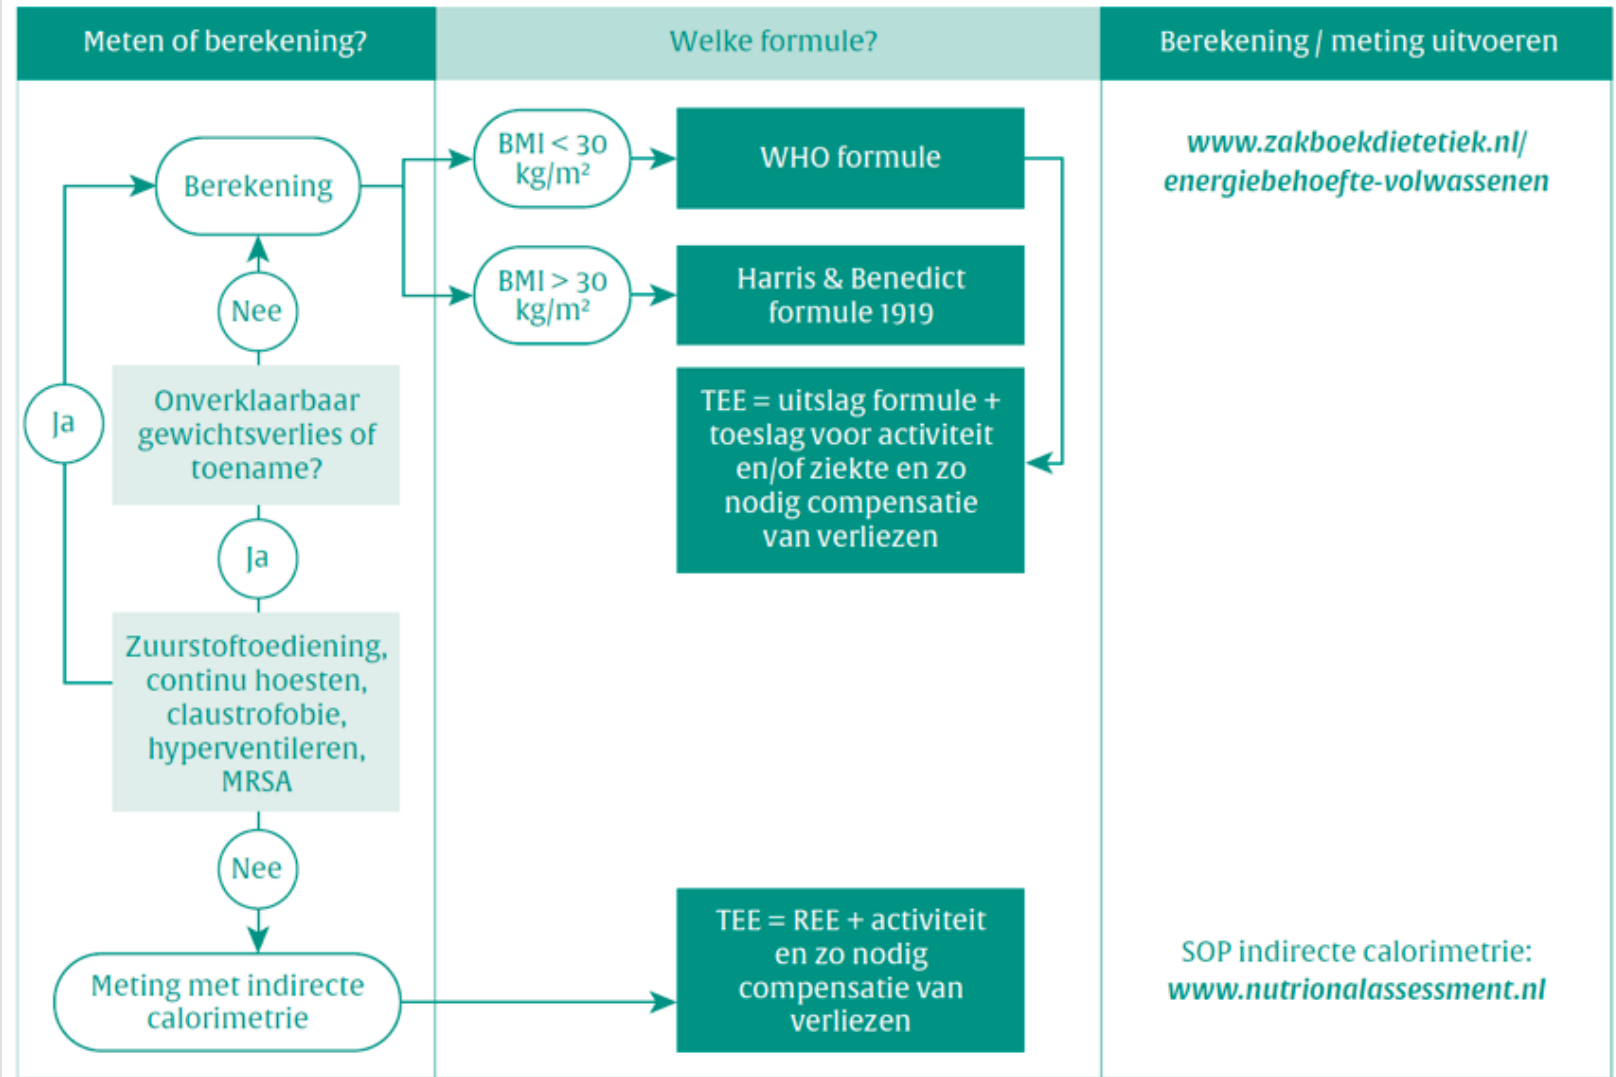 Meten of berekening?
Welke formule?
Berekening / meting uitvoeren
Berekening
Nee
Onverklaarbaar
gewichtsverlies of
toename?
Ja
Ja
Zuurstoftoediening,
continu hoesten,
claustrofobie,
hyperventileren,
MRSA
Nee
Meting met indirecte
calorimetrie
BMI < 30
kg/m²
WHO formule
BMI > 30
kg/m²
Harris & Benedict
formule 1919
TEE = uitslag formule +
toeslag voor activiteit
en/of ziekte en zo
nodig compensatie
van verliezen
TEE = REE + activiteit
en zo nodig
compensatie van
verliezen
www.zakboekdietetiek.nl/
energiebehoefte-volwassenen
SOP indirecte calorimetrie:
www.nutrionalassessment.nl